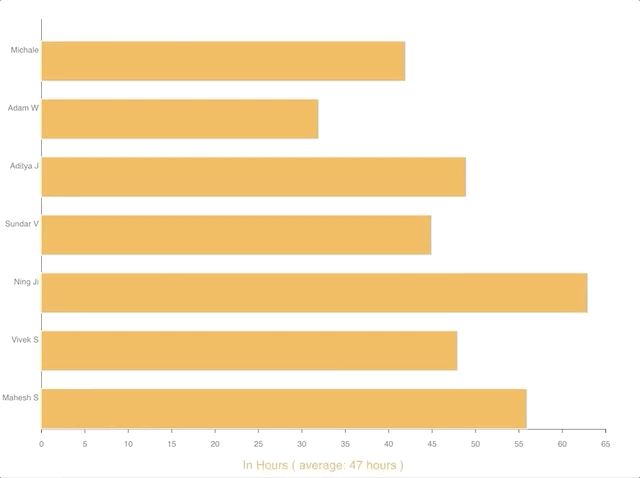 Michale
Adam W
Aditya J
Sundar V
Ning Ji
Vivek S
Mahesh S
0 5 10 15 20 25 30 35 40 45 50 55 60 65
In Hours ( average: 47 hours )